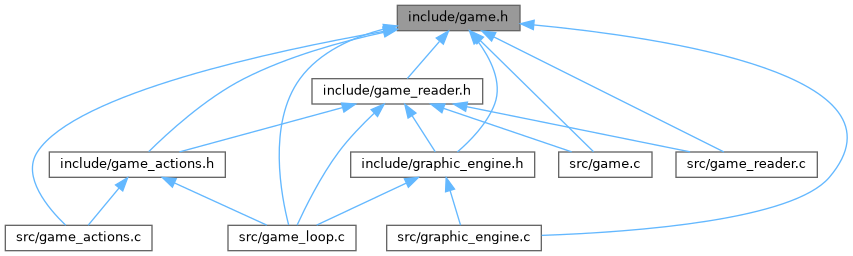 include/game.h
include/game_reader.h
include/game_actions.h
include/graphic_engine.h
src/game.c
src/game_reader.c
src/game_actions.c
src/game_loop.c
src/graphic_engine.c